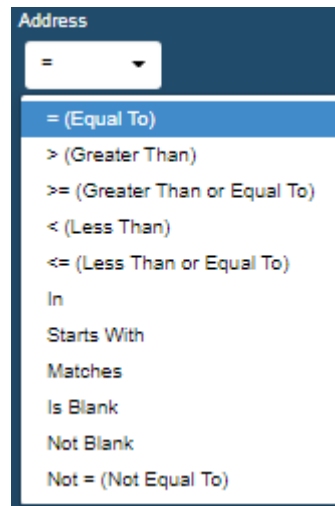 Address
=
= (Equal To)
> (Greater Than)
>= (Greater Than or Equal To)
< (Less Than)
<= (Less Than or Equal To)
In
Starts With
Matches
Is Blank
Not Blank
Not = (Not Equal To)